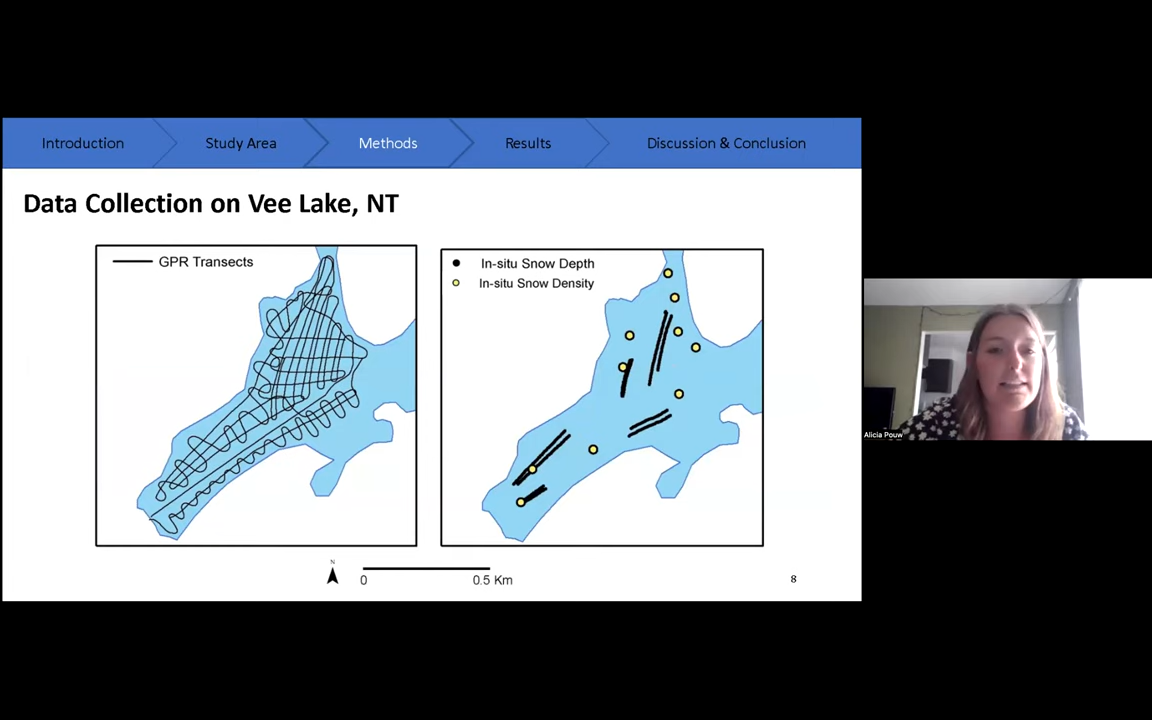 Introduction
Study Area
Methods
Results
Discussion & Conclusion
Data Collection on Vee Lake, NT
GPR Transects
In-situ Snow Depth
In-situ Snow Density
N
0
0.5 Km
8
Alicia Pouw